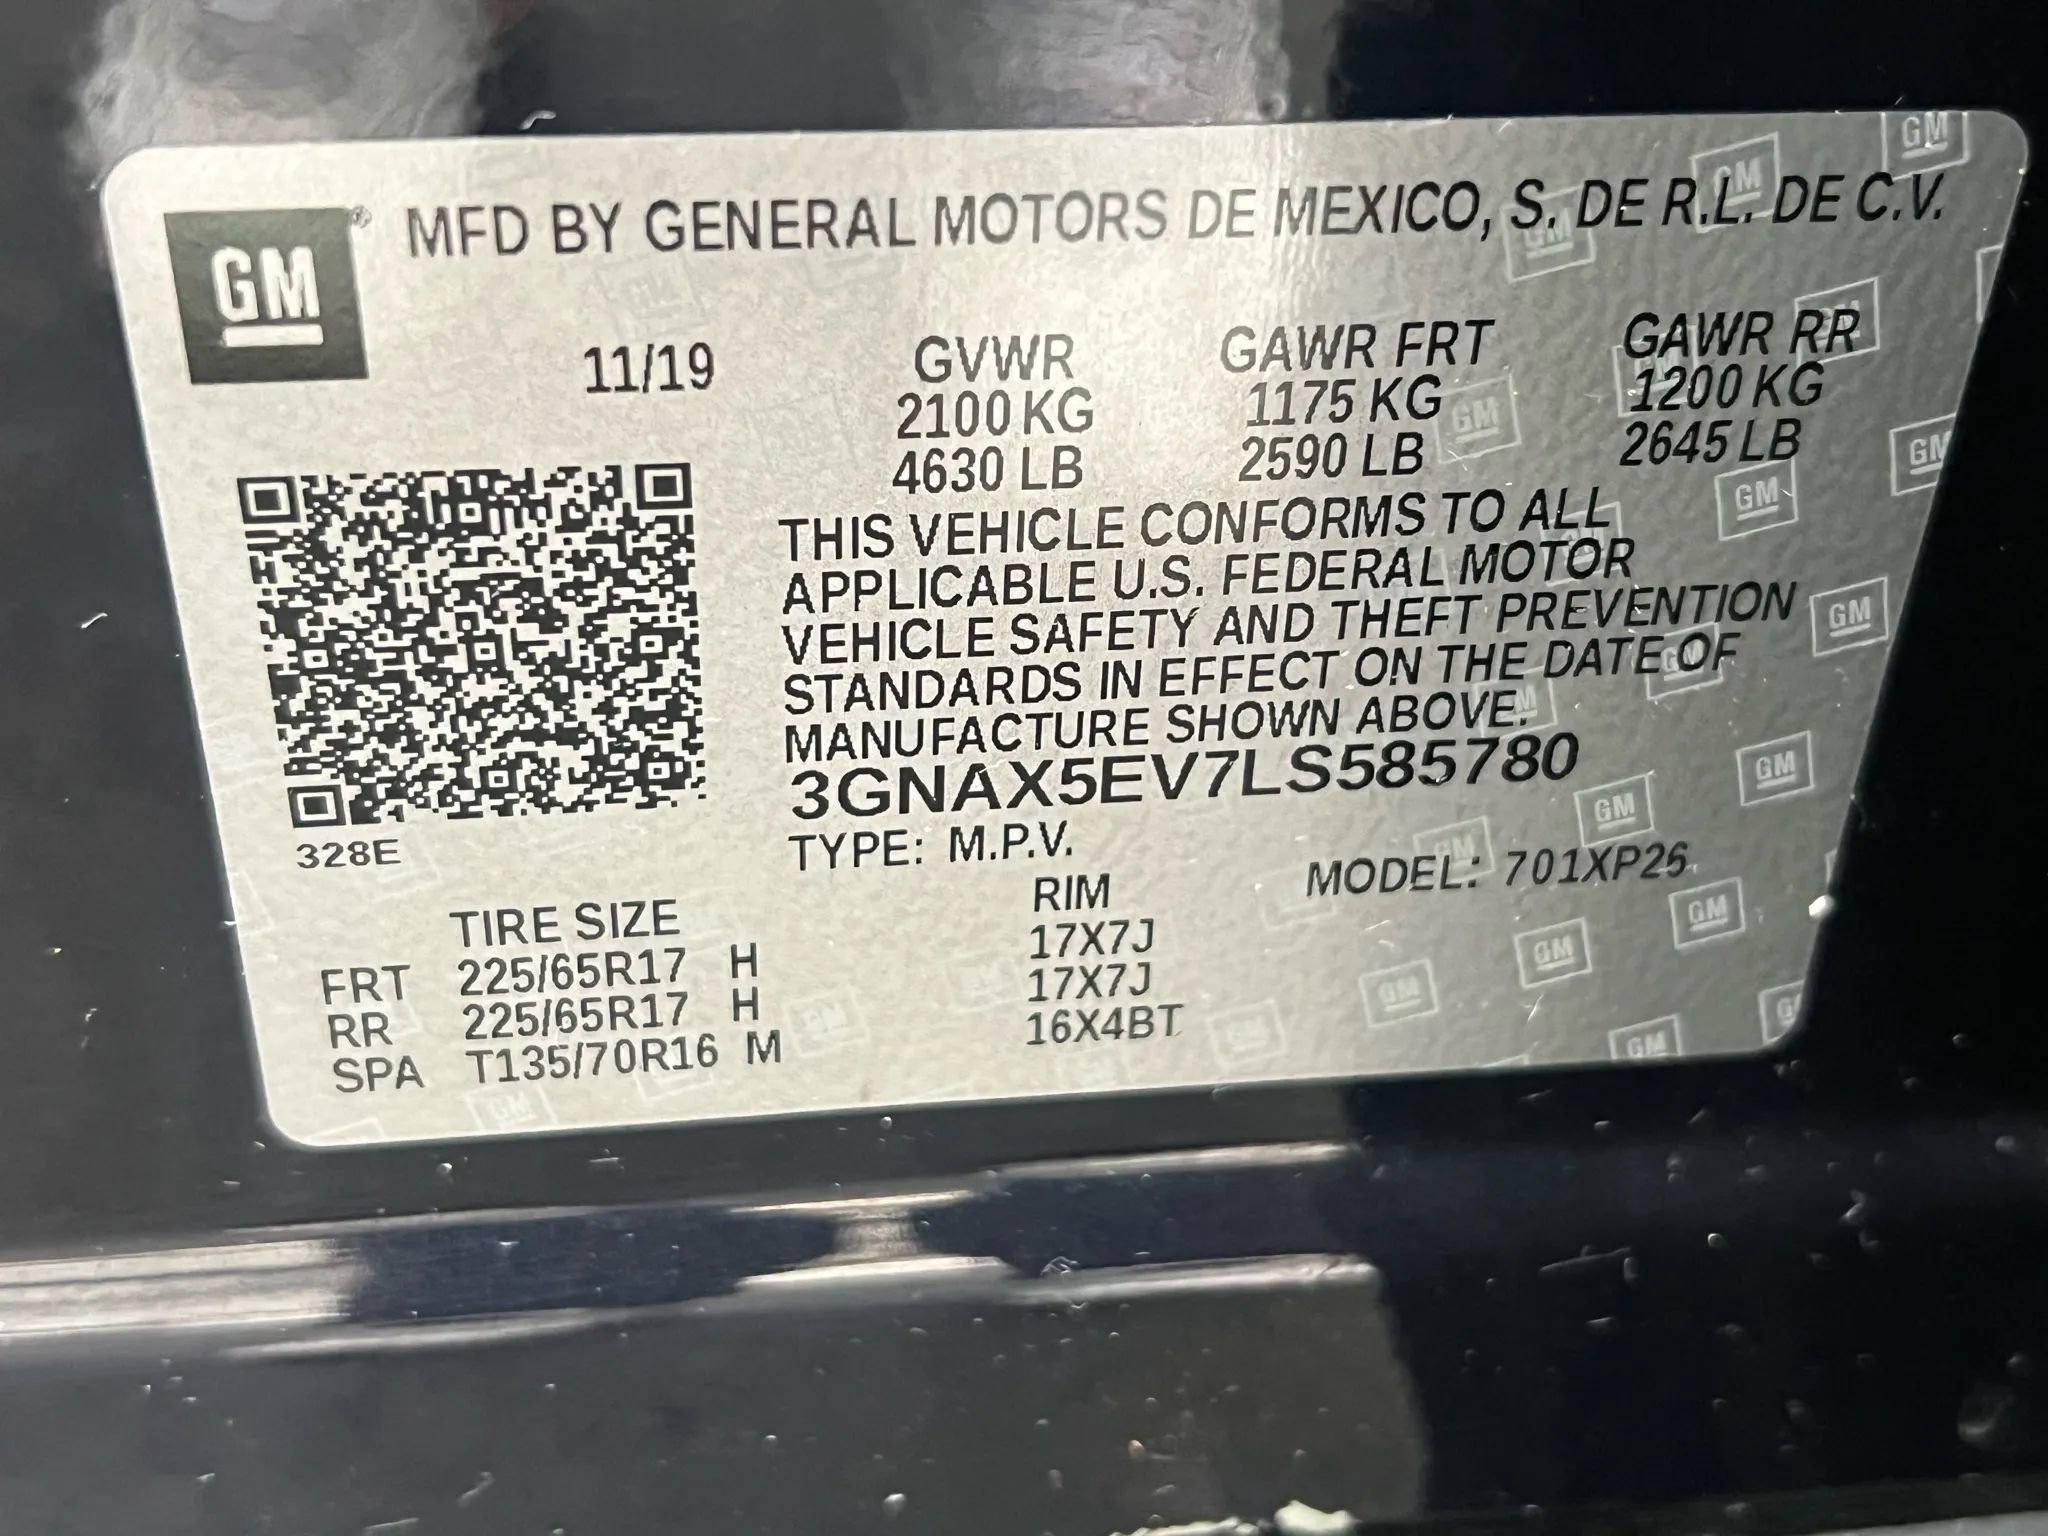 GM ® MFD BY GENERAL MOTORS DE MEXICO, S. DE R.L. DE C.V.
11/19 GVWR GAWR FRT GAWR RR
2100 KG 1175 KG 1200 KG
4630 LB 2590 LB 2645 LB
THIS VEHICLE CONFORMS TO ALL
APPLICABLE U.S. FEDERAL MOTOR
VEHICLE SAFETY AND THEFT PREVENTION
STANDARDS IN EFFECT ON THE DATE OF
MANUFACTURE SHOWN ABOVE.
3GNAX5EV7LS585780
328E
TYPE: M.P.V. MODEL: 701XP26
TIRE SIZE RIM
FRT 225/65R17 H 17X7J
RR 225/65R17 H 17X7J
SPA T135/70R16 M 16X4BT